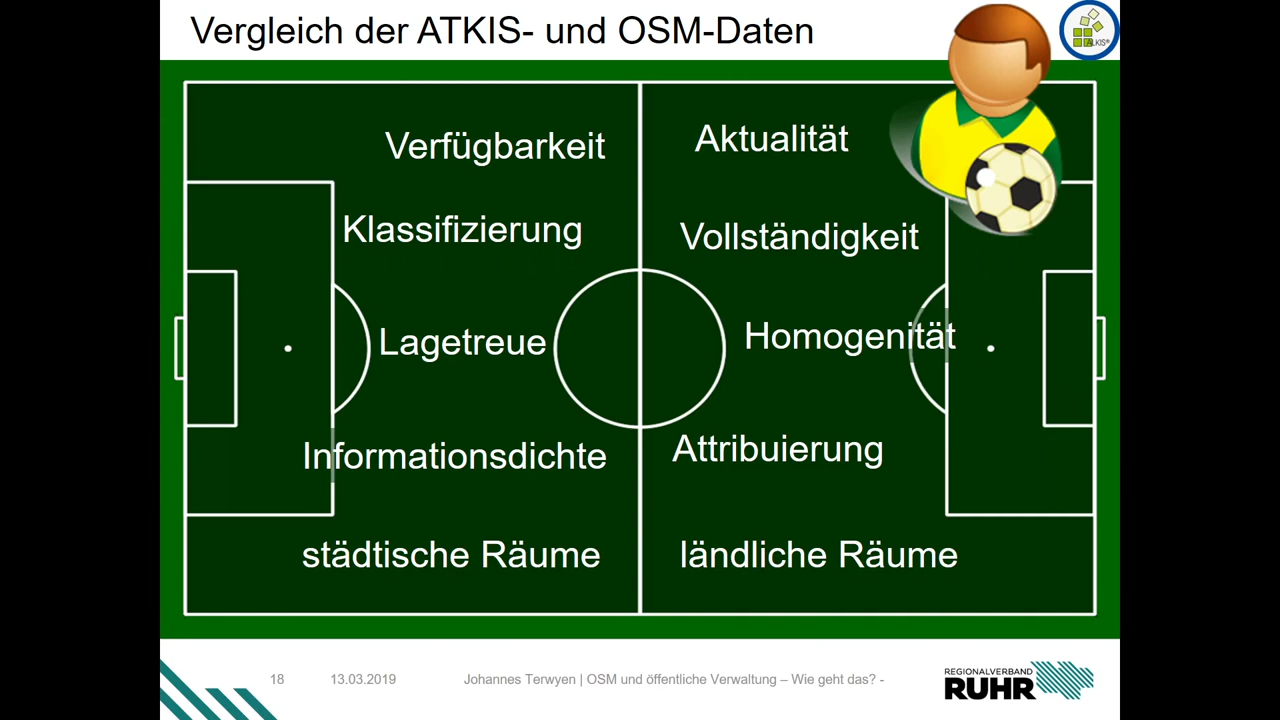 Vergleich der ATKIS- und OSM-Daten
ATKIS®
Verfügbarkeit
Aktualität
Klassifizierung
Vollständigkeit
Lagetreue
Homogenität
Informationsdichte
Attribuierung
städtische Räume
ländliche Räume
18
13.03.2019
Johannes Terwyen | OSM und öffentliche Verwaltung – Wie geht das? -
REGIONALVERBAND
RUHR